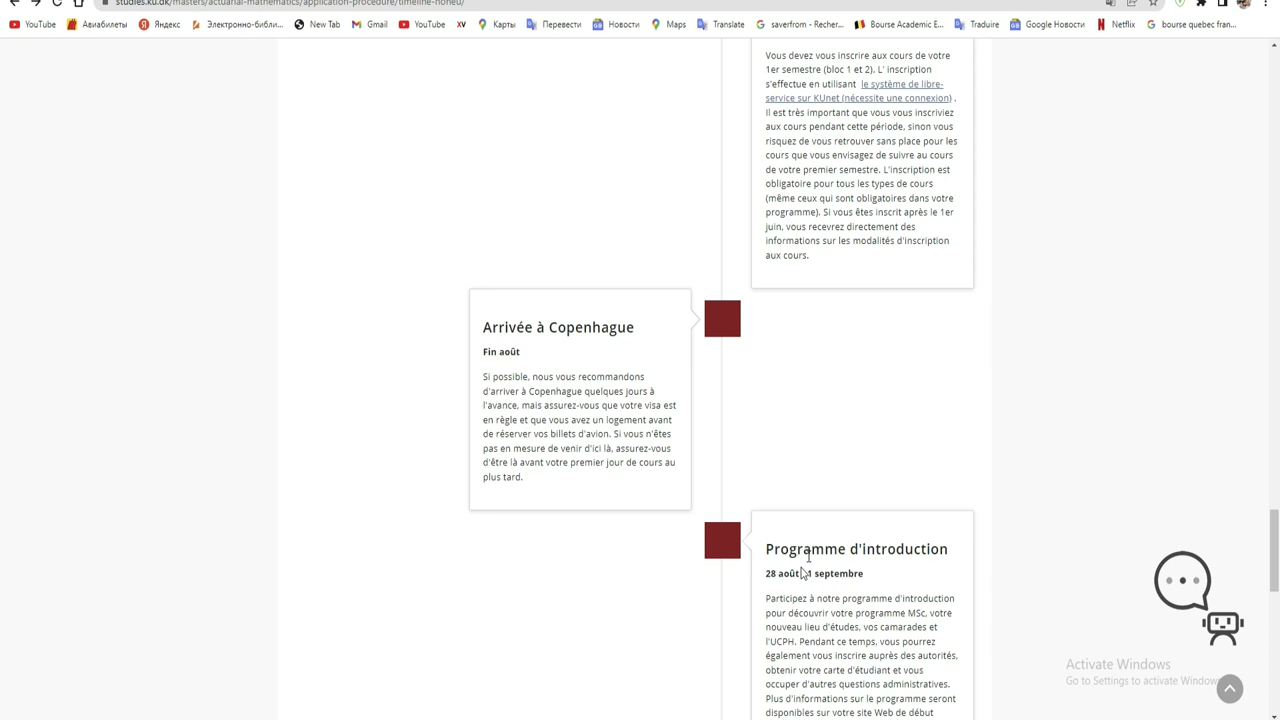 studies.ku.dk/masters/actuarial-mathematics/application-procedure/timeline-noneu/
YouTube
Авиабилеты
Яндекс
Электронно-библи...
New Tab
Gmail
YouTube
XV
Карты
Перевести
Новости
Maps
Translate
saverfrom - Recher...
Bourse Academic E...
Traduire
Google Новости
Netflix
bourse quebec fran...
Vous devez vous inscrire aux cours de votre
1er semestre (bloc 1 et 2). L' inscription
s'effectue en utilisant le système de libre-
service sur KUnet (nécessite une connexion) .
Il est très important que vous vous inscriviez
aux cours pendant cette période, sinon vous
risquez de vous retrouver sans place pour les
cours que vous envisagez de suivre au cours
de votre premier semestre. L'inscription est
obligatoire pour tous les types de cours
(même ceux qui sont obligatoires dans votre
programme). Si vous êtes inscrit après le 1er
juin, vous recevrez directement des
informations sur les modalités d'inscription
aux cours.
Arrivée à Copenhague
Fin août
Si possible, nous vous recommandons
d'arriver à Copenhague quelques jours à
l'avance, mais assurez-vous que votre visa est
en règle et que vous avez un logement avant
de réserver vos billets d'avion. Si vous n'êtes
pas en mesure de venir d'ici là, assurez-vous
d'être là avant votre premier jour de cours au
plus tard.
Programme d'introduction
28 août 1 septembre
Participez à notre programme d'introduction
pour découvrir votre programme MSc, votre
nouveau lieu d'études, vos camarades et
l'UCPH. Pendant ce temps, vous pourrez
également vous inscrire auprès des autorités,
obtenir votre carte d'étudiant et vous
occuper d'autres questions administratives.
Plus d'informations sur le programme seront
disponibles sur votre site Web de début
Activate Windows
Go to Settings to activate Windows.